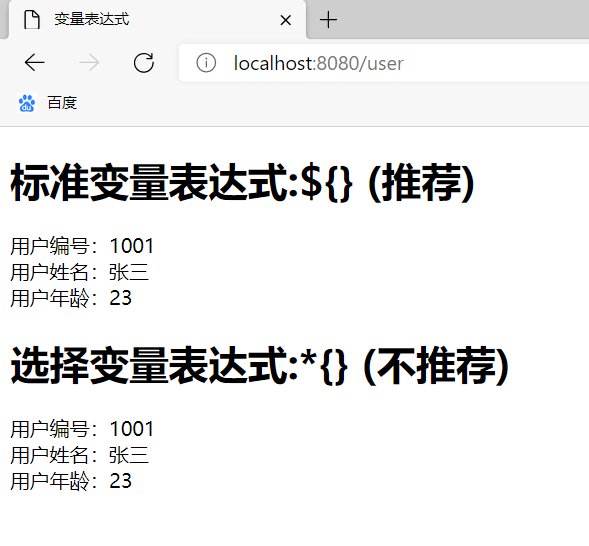 变量表达式
localhost:8080/user
百度
标准变量表达式:${} (推荐)
用户编号：1001
用户姓名：张三
用户年龄：23
选择变量表达式:*{} (不推荐)
用户编号：1001
用户姓名：张三
用户年龄：23